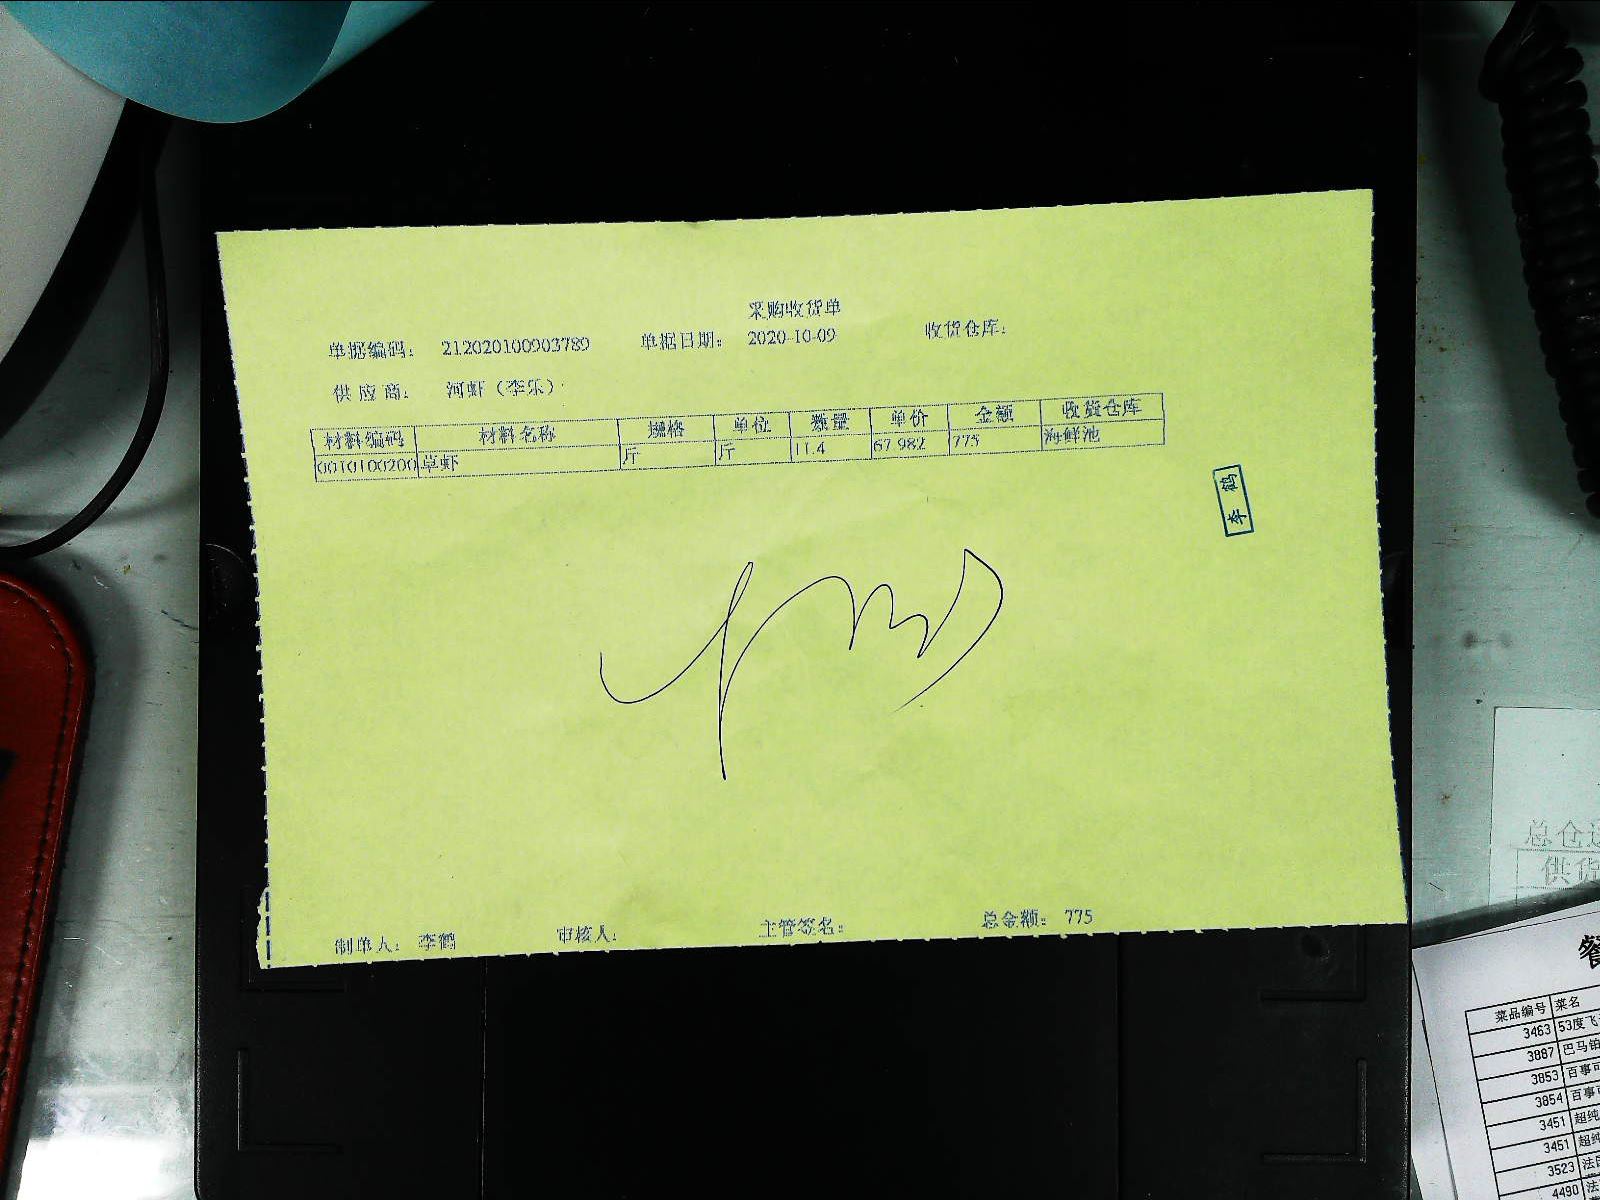 采购收货单
单据编码： 212020100903789 单据日期： 2020-10-09 收货仓库：
供 应 商： 河虾（李乐）
材料编码 材料名称 规格 单位 数量 单价 金额 收货仓库
0010100200 草虾 斤 斤 11.4 67.982 775 海鲜池
李鹤
制单人： 李鹤 审核人： 主管签名： 总金额： 775
总仓
供货
餐
菜品编号 菜名
3463 53度飞
3887 巴马铂
3853 百事可
3854 百事可
3451 超纯
3451 超纯
3523 法国
4490 法